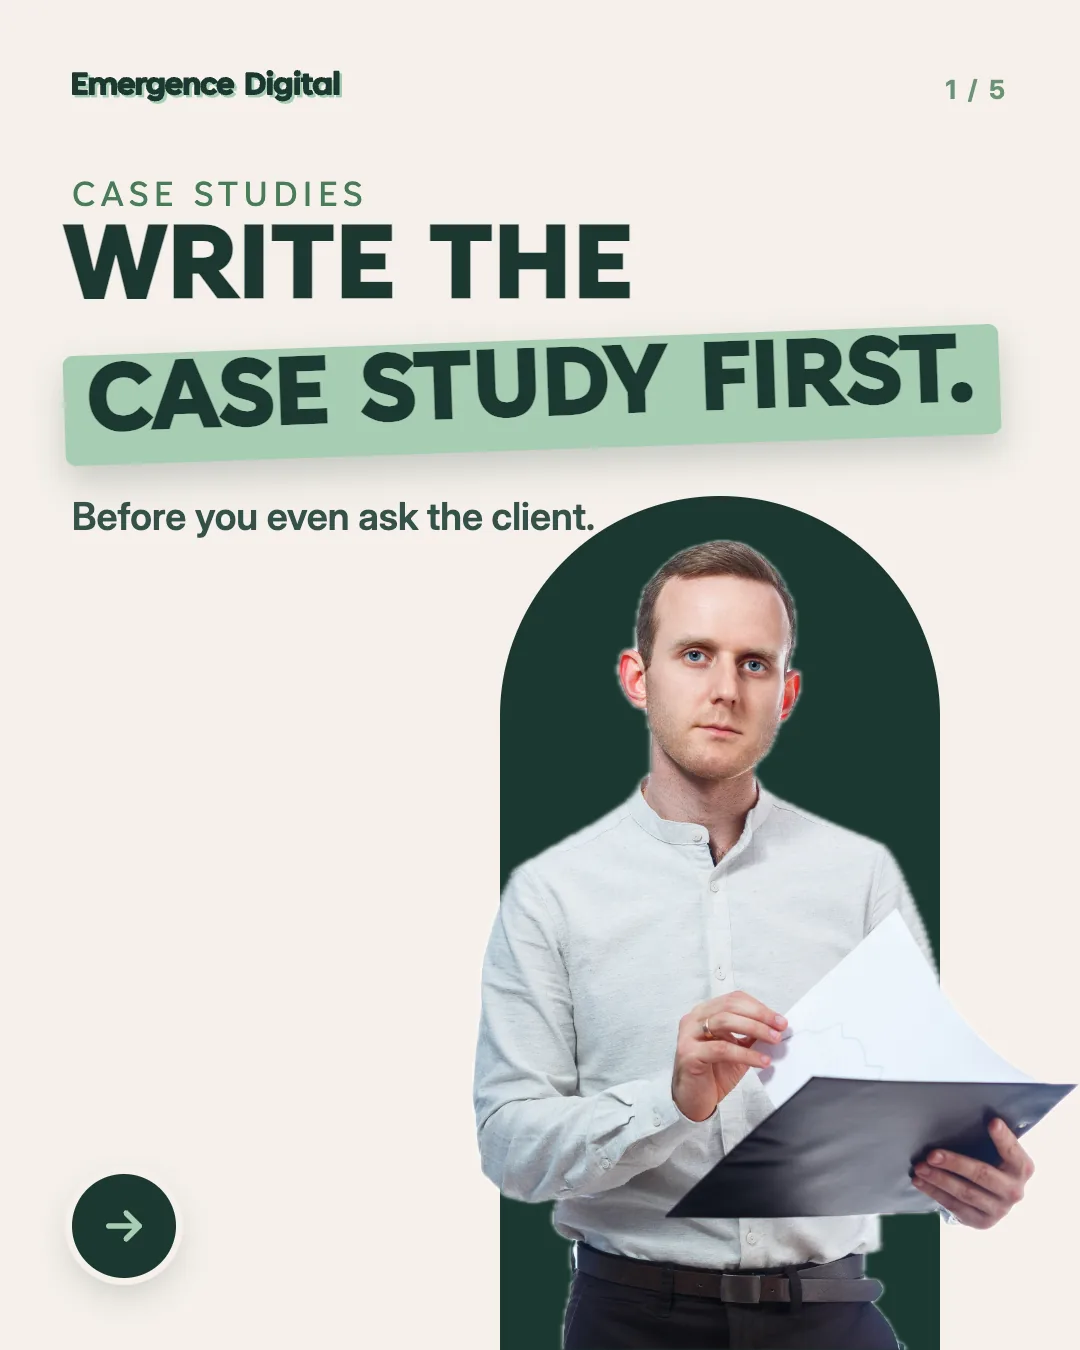 Emergence Digital
1 / 5
CASE STUDIES
WRITE THE
CASE STUDY FIRST.
Before you even ask the client.